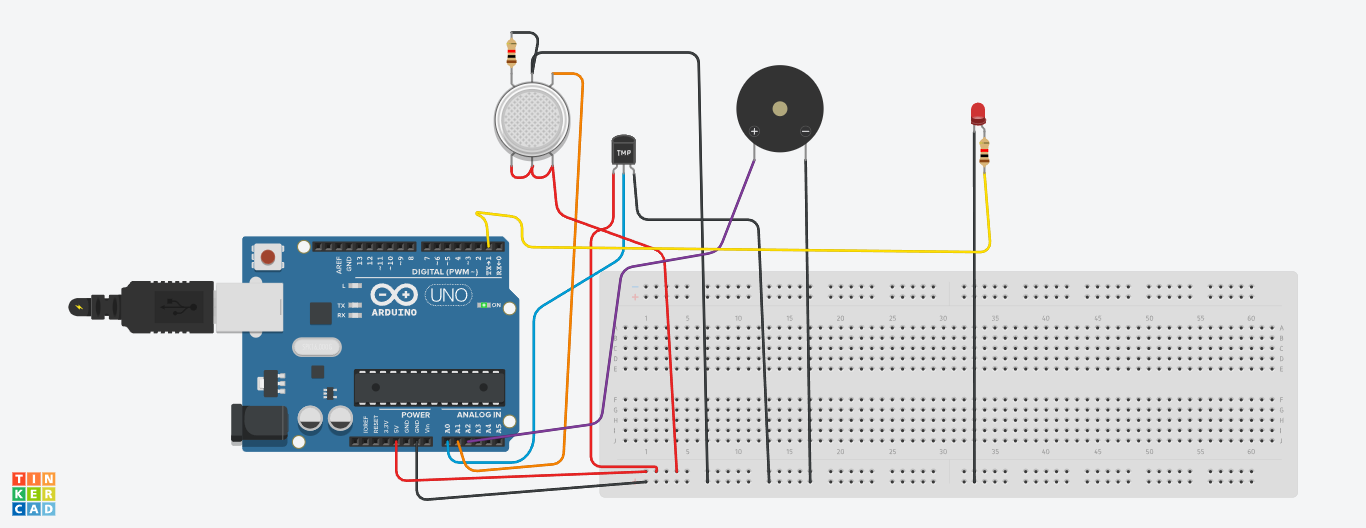 TMP
+ −
AREF
GND
13
12
~11
~10
~9
8
7
~6
~5
4
~3
2
TX→1
RX←0
DIGITAL (PWM~)
L
TX
RX
ARDUINO
UNO
ON
POWER
ANALOG IN
IOREF
RESET
3.3V
5V
GND
GND
Vin
A0
A1
A2
A3
A4
A5
− +
1 5 10 15 20 25 30 35 40 45 50 55 60
A A
B B
C C
D D
E E
F F
G G
H H
I I
J J
1 5 10 15 20 25 30 35 40 45 50 55 60
TIN
KER
CAD